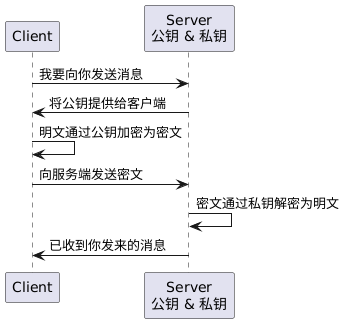 Client
Server
公钥 & 私钥
我要向你发送消息
将公钥提供给客户端
明文通过公钥加密为密文
向服务端发送密文
密文通过私钥解密为明文
已收到你发来的消息
Client
Server
公钥 & 私钥